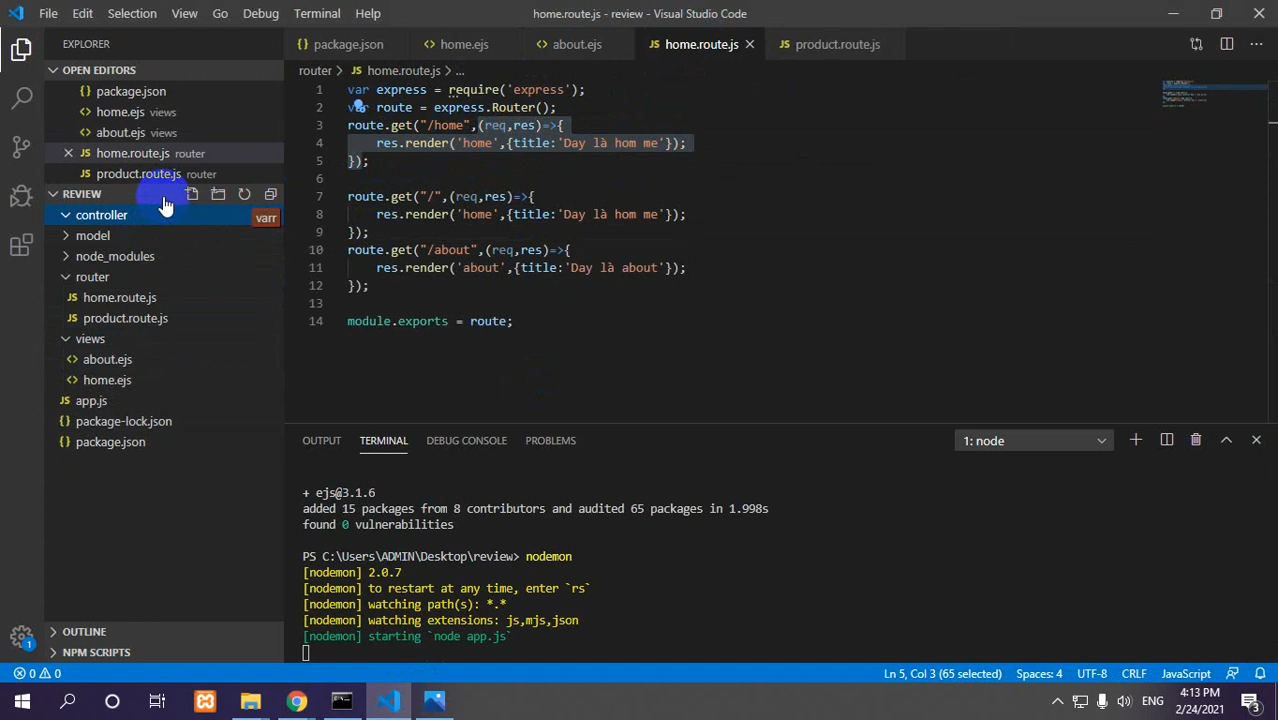 File Edit Selection View Go Debug Terminal Help home.route.js - review - Visual Studio Code
EXPLORER
package.json home.ejs about.ejs home.route.js product.route.js
OPEN EDITORS
package.json
home.ejs views
about.ejs views
home.route.js router
product.route.js router
REVIEW
controller varr
model
node_modules
router
JS home.route.js
JS product.route.js
views
about.ejs
home.ejs
JS app.js
package-lock.json
package.json
OUTLINE
NPM SCRIPTS
router > JS home.route.js > ...
1 var express = require('express');
2 var route = express.Router();
3 route.get("/home",(req,res)=>{
4 res.render('home',{title:'Day là hom me'});
5 });
6
7 route.get("/",(req,res)=>{
8 res.render('home',{title:'Day là hom me'});
9 });
10 route.get("/about",(req,res)=>{
11 res.render('about',{title:'Day là about'});
12 });
13
14 module.exports = route;
OUTPUT TERMINAL DEBUG CONSOLE PROBLEMS 1: node
+ ejs@3.1.6
added 15 packages from 8 contributors and audited 65 packages in 1.998s
found 0 vulnerabilities
PS C:\Users\ADMIN\Desktop\review> nodemon
[nodemon] 2.0.7
[nodemon] to restart at any time, enter `rs`
[nodemon] watching path(s): *.*
[nodemon] watching extensions: js,mjs,json
[nodemon] starting `node app.js`
0 0 Ln 5, Col 3 (65 selected) Spaces: 4 UTF-8 CRLF JavaScript
ENG 4:13 PM
2/24/2021 3